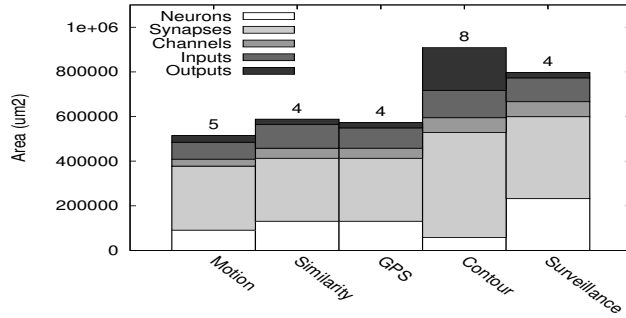 Neurons
Synapses
Channels
Inputs
Outputs
1e+06
800000
600000
400000
200000
0
Area (um2)
5
4
4
8
4
Motion
Similarity
GPS
Contour
Surveillance